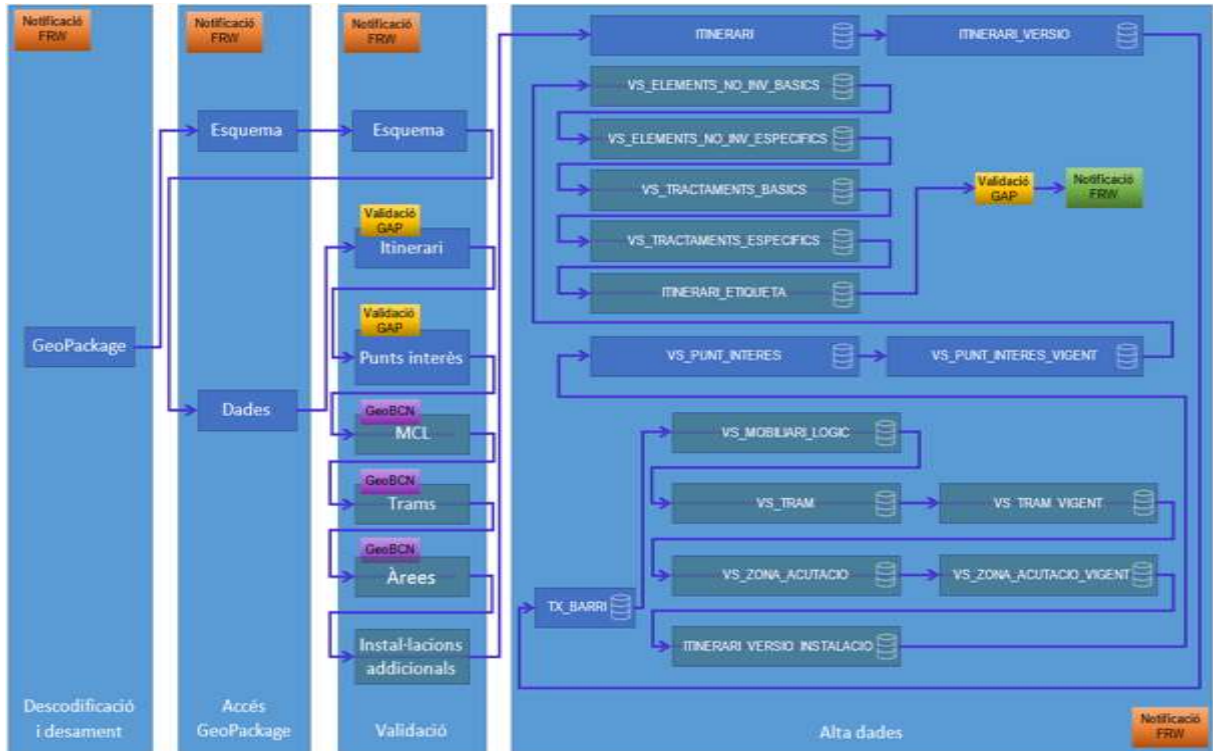 Notificació
FRW
GeoPackage
Descodificació
i desament
Notificació
FRW
Esquema
Dades
Accés
GeoPackage
Notificació
FRW
Esquema
Validació
GAP
Itinerari
Validació
GAP
Punts interès
GeoBCN
MCL
GeoBCN
Trams
GeoBCN
Àrees
Instal·lacions
addicionals
Validació
ITINERARI
ITINERARI_VERSIO
VS_ELEMENTS_NO_INV_BASICS
VS_ELEMENTS_NO_INV_ESPECIFICS
VS_TRACTAMENTS_BASICS
VS_TRACTAMENTS_ESPECIFICS
ITINERARI_ETIQUETA
Validació
GAP
Notificació
FRW
VS_PUNT_INTERES
VS_PUNT_INTERES_VIGENT
VS_MOBILIARI_LOGIC
VS_TRAM
VS_TRAM_VIGENT
VS_ZONA_ACUTACIO
VS_ZONA_ACUTACIO_VIGENT
TX_BARRI
ITINERARI_VERSIO_INSTALACIO
Alta dades
Notificació
FRW